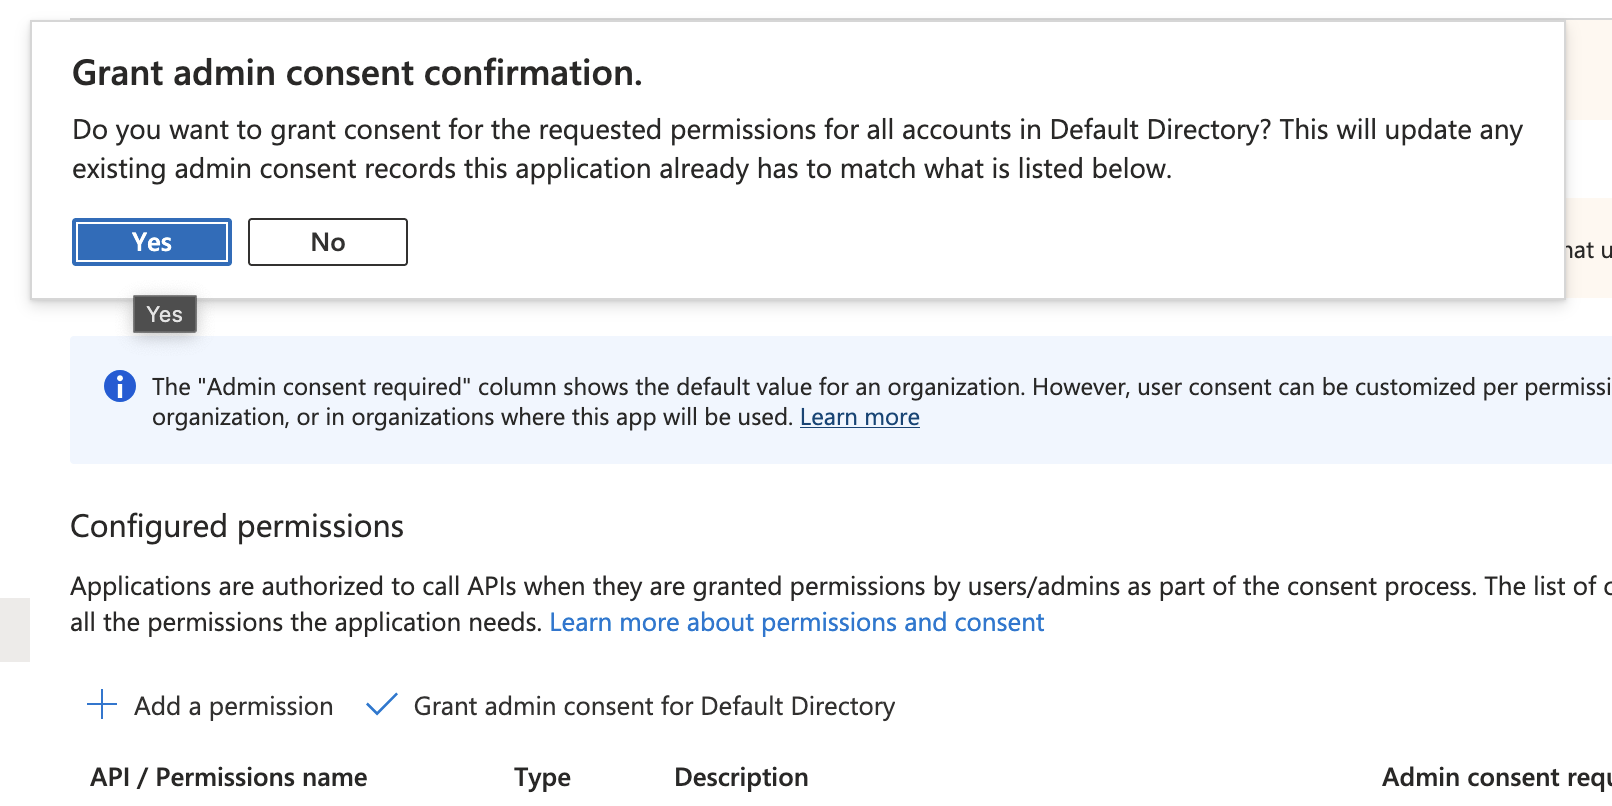 Grant admin consent confirmation.
Do you want to grant consent for the requested permissions for all accounts in Default Directory? This will update any
existing admin consent records this application already has to match what is listed below.
Yes
No
Yes
The "Admin consent required" column shows the default value for an organization. However, user consent can be customized per
organization, or in organizations where this app will be used. Learn more
Configured permissions
Applications are authorized to call APIs when they are granted permissions by users/admins as part of the consent process. The list of
all the permissions the application needs. Learn more about permissions and consent
Add a permission
Grant admin consent for Default Directory
API / Permissions name
Type
Description
Admin consent